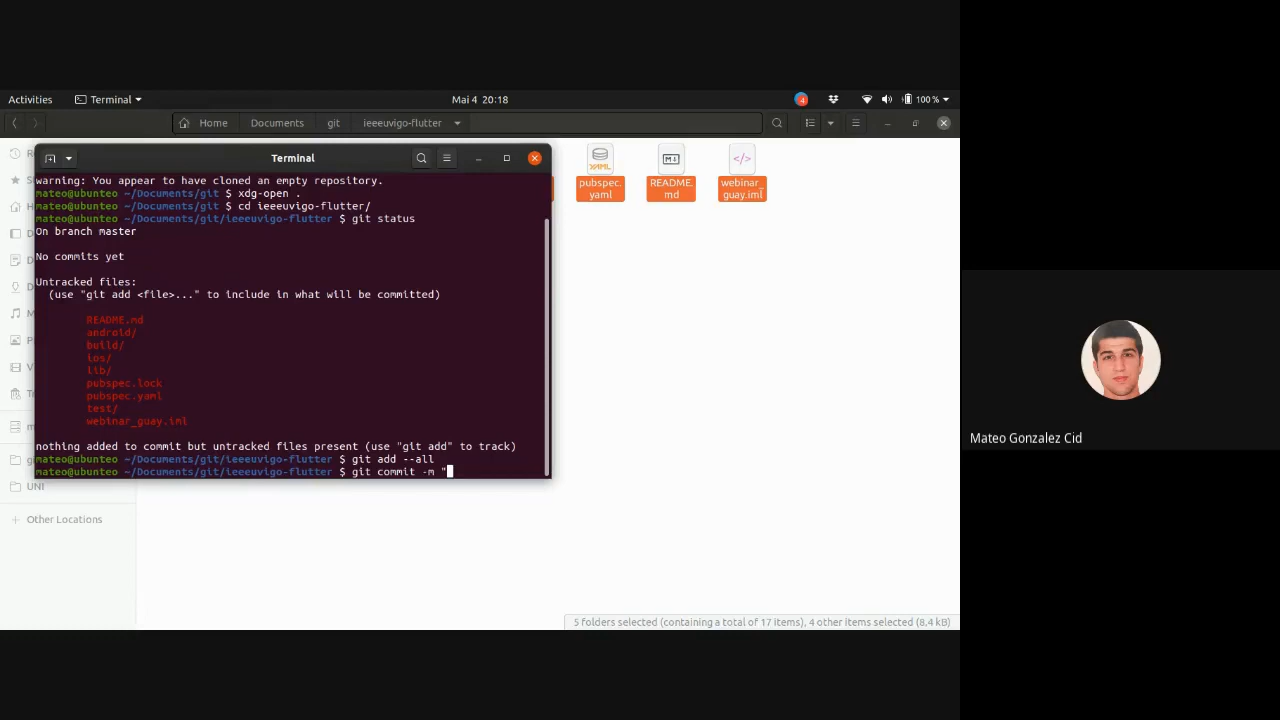 Activities
Terminal
Mai 4 20:18
4
100 %
Home
Documents
git
ieeeuvigo-flutter
Terminal
warning: You appear to have cloned an empty repository.
mateo@ubunteo ~/Documents/git $ xdg-open .
mateo@ubunteo ~/Documents/git $ cd ieeeuvigo-flutter/
mateo@ubunteo ~/Documents/git/ieeeuvigo-flutter $ git status
On branch master
No commits yet
Untracked files:
(use "git add <file>..." to include in what will be committed)
README.md
android/
build/
ios/
lib/
pubspec.lock
pubspec.yaml
test/
webinar_guay.iml
nothing added to commit but untracked files present (use "git add" to track)
mateo@ubunteo ~/Documents/git/ieeeuvigo-flutter $ git add --all
mateo@ubunteo ~/Documents/git/ieeeuvigo-flutter $ git commit -m "
YAML
pubspec.
yaml
README.
md
</>
webinar_
guay.iml
UNI
Other Locations
5 folders selected (containing a total of 17 items), 4 other items selected (8,4 kB)
Mateo Gonzalez Cid